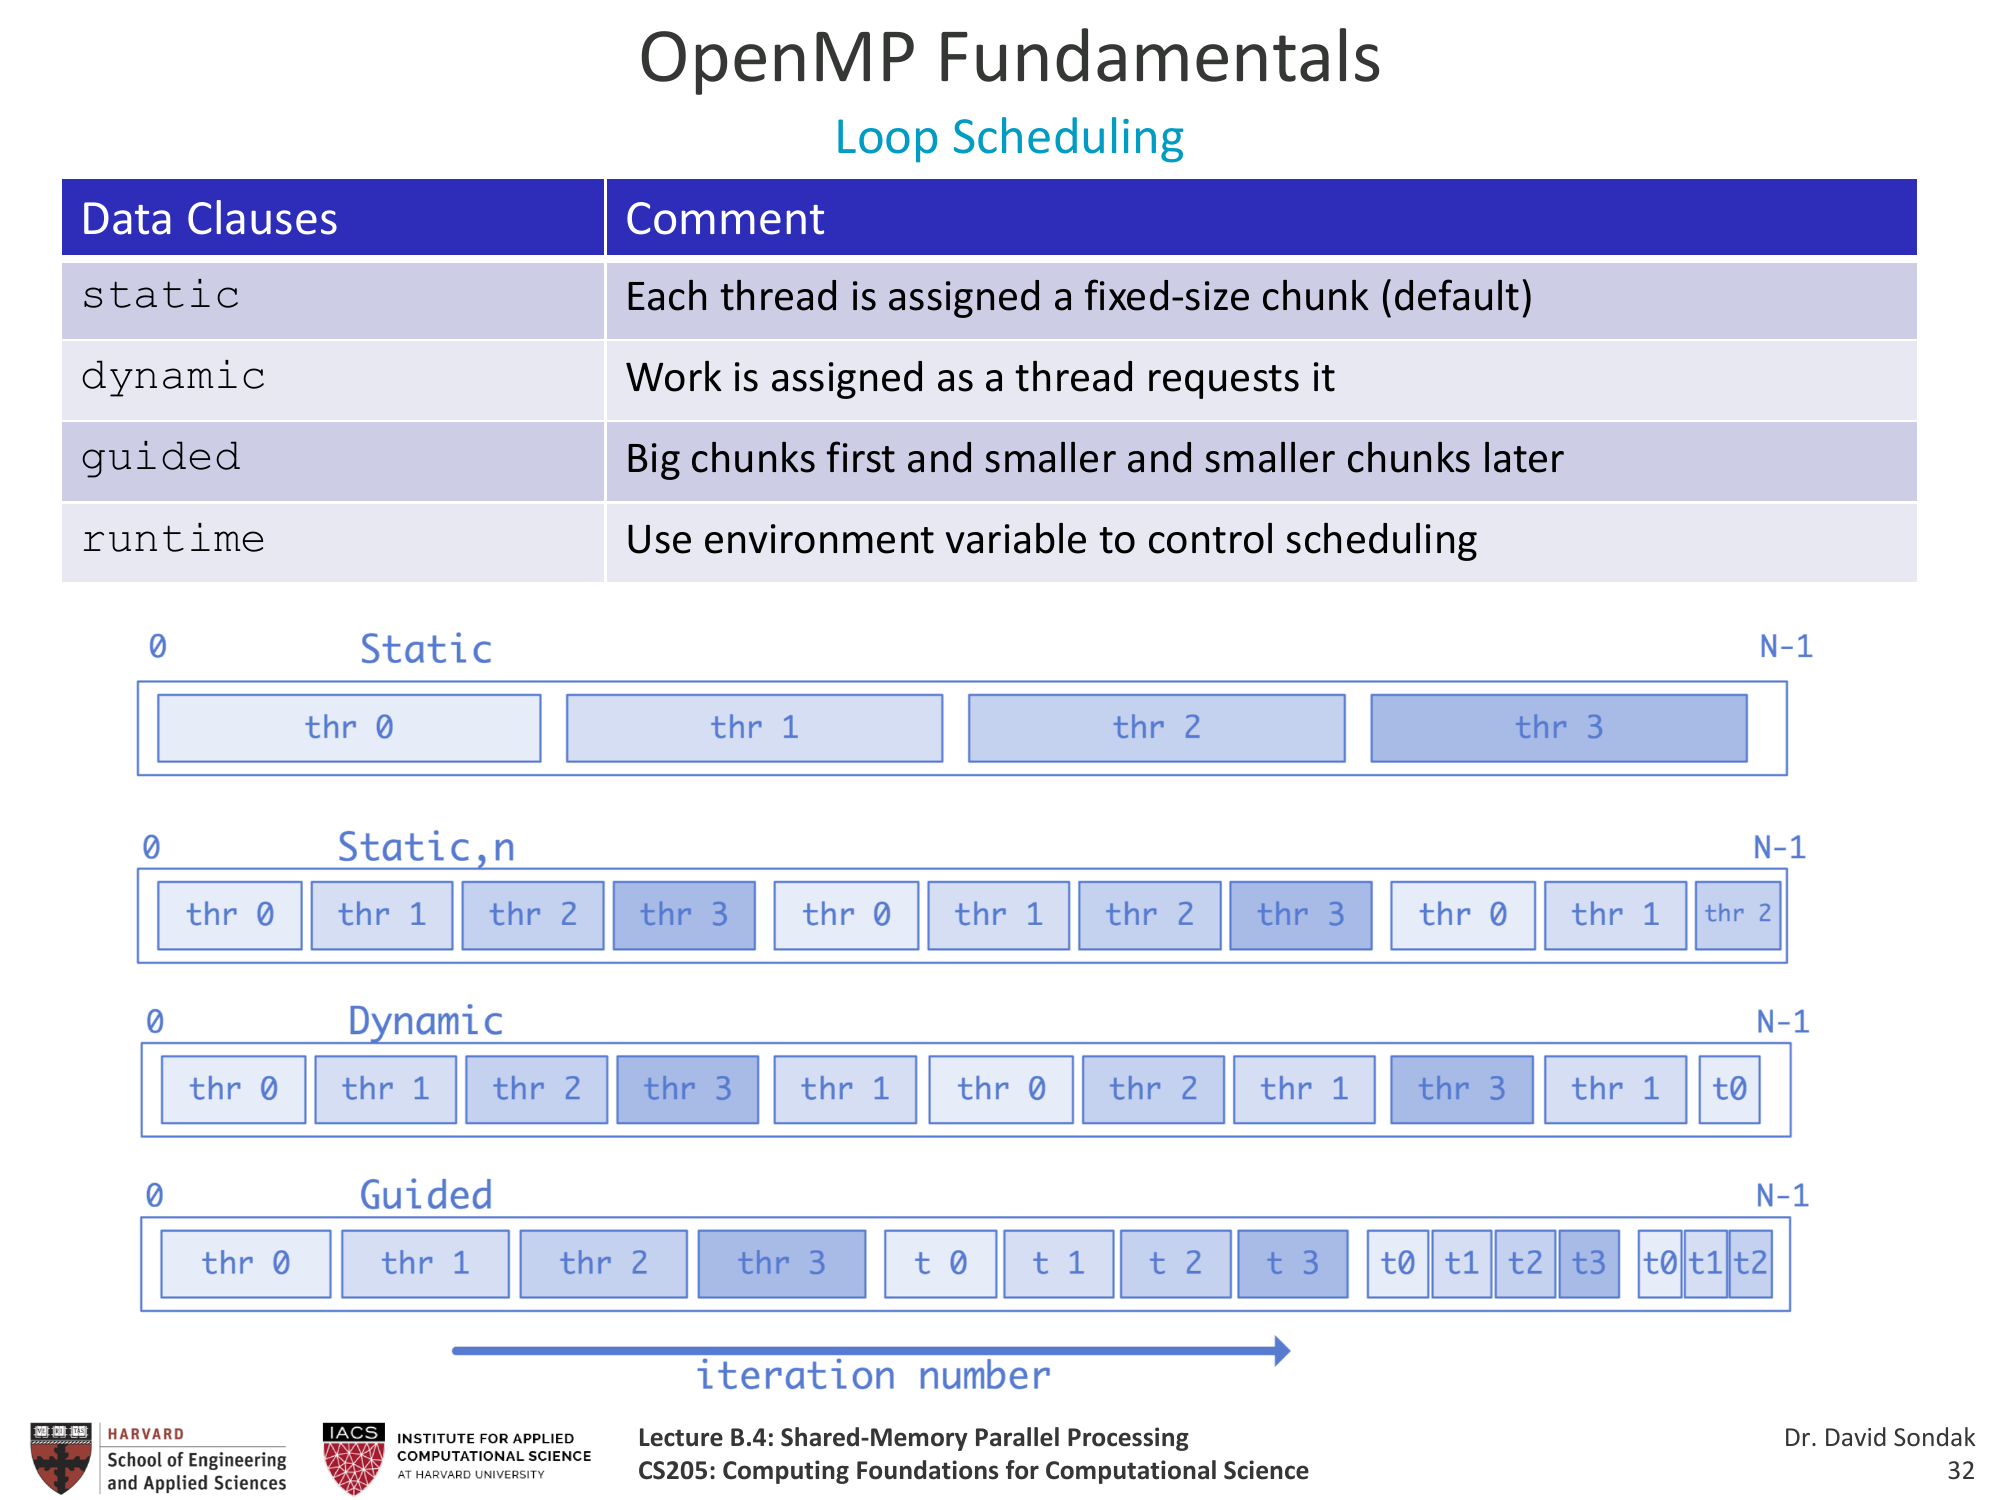 OpenMP Fundamentals
Loop Scheduling
Data Clauses Comment
static Each thread is assigned a fixed-size chunk (default)
dynamic Work is assigned as a thread requests it
guided Big chunks first and smaller and smaller chunks later
runtime Use environment variable to control scheduling
0 Static N-1
thr 0 thr 1 thr 2 thr 3
0 Static,n N-1
thr 0 thr 1 thr 2 thr 3 thr 0 thr 1 thr 2 thr 3 thr 0 thr 1 thr 2
0 Dynamic N-1
thr 0 thr 1 thr 2 thr 3 thr 1 thr 0 thr 2 thr 1 thr 3 thr 1 t0
0 Guided N-1
thr 0 thr 1 thr 2 thr 3 t 0 t 1 t 2 t 3 t0 t1 t2 t3 t0 t1 t2
iteration number
HARVARD
School of Engineering
and Applied Sciences
IACS
INSTITUTE FOR APPLIED
COMPUTATIONAL SCIENCE
AT HARVARD UNIVERSITY
Lecture B.4: Shared-Memory Parallel Processing
CS205: Computing Foundations for Computational Science
Dr. David Sondak
32